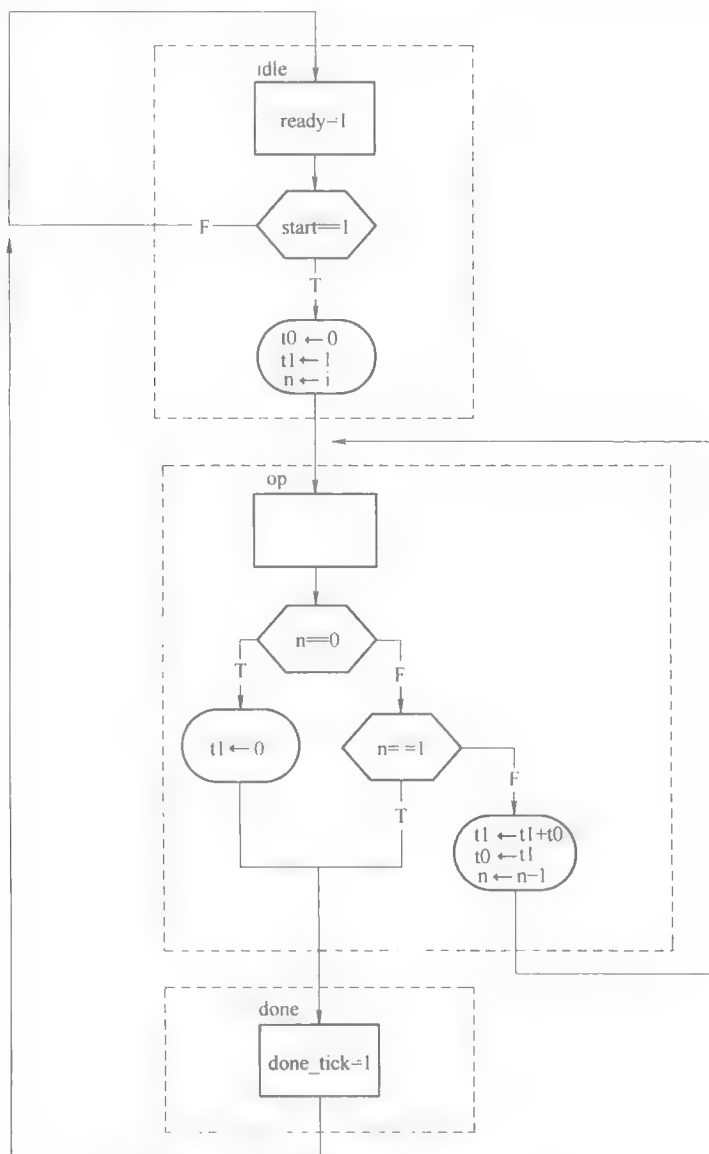 idle
ready=1
start==1
F
T
t0 ← 0
t1 ← 1
n ← i
op
n==0
T
F
t1 ← 0
n= =1
F
T
t1 ← t1+t0
t0 ← t1
n ← n-1
done
done_tick=1